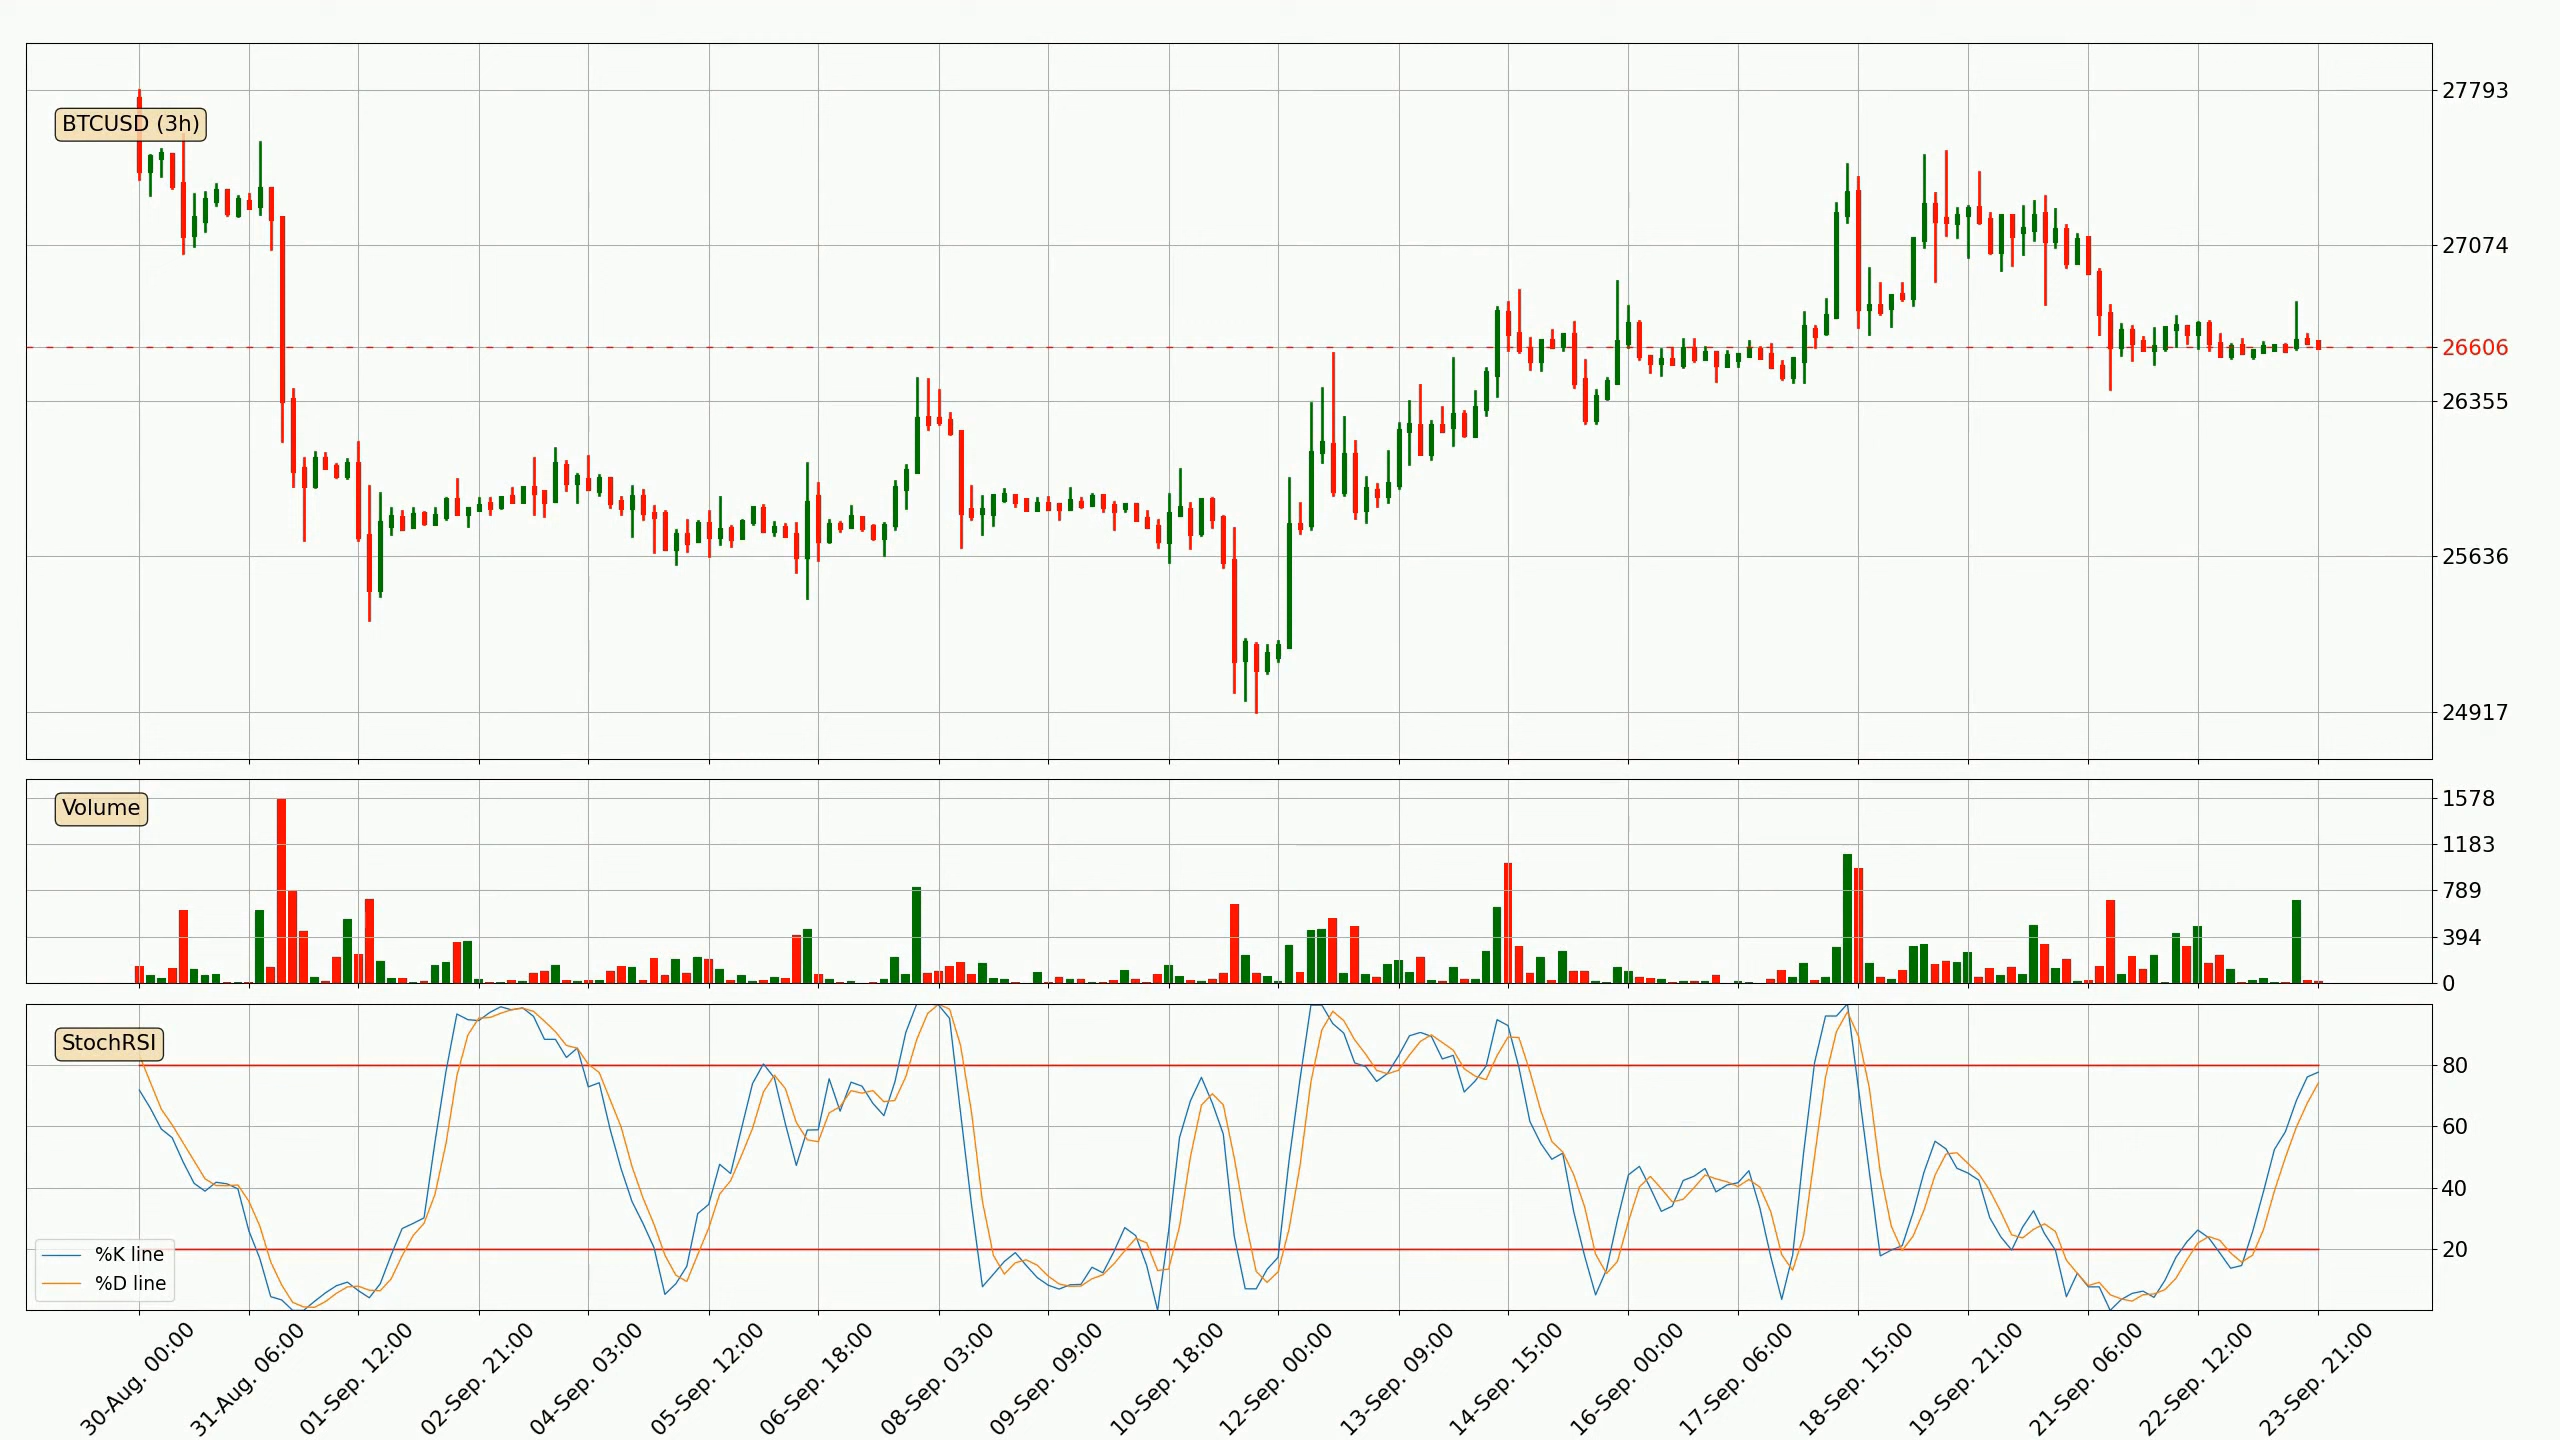 BTCUSD (3h)
27793
27074
26606
26355
25636
24917
Volume
1578
1183
789
394
0
StochRSI
80
60
40
20
%K line
%D line
30-Aug. 00:00
31-Aug. 06:00
01-Sep. 12:00
02-Sep. 21:00
04-Sep. 03:00
05-Sep. 12:00
06-Sep. 18:00
08-Sep. 03:00
09-Sep. 09:00
10-Sep. 18:00
12-Sep. 00:00
13-Sep. 09:00
14-Sep. 15:00
16-Sep. 00:00
17-Sep. 06:00
18-Sep. 15:00
19-Sep. 21:00
21-Sep. 06:00
22-Sep. 12:00
23-Sep. 21:00